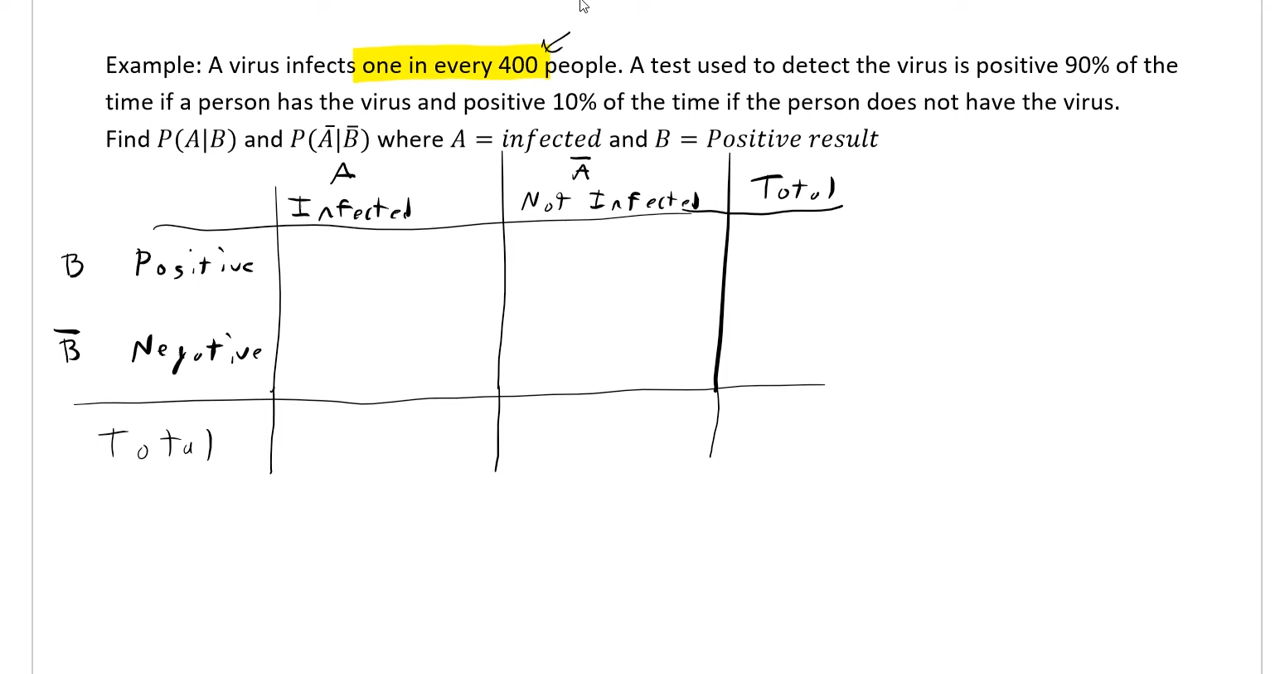 Example: A virus infects one in every 400 people. A test used to detect the virus is positive 90% of the
time if a person has the virus and positive 10% of the time if the person does not have the virus.
Find P(A|B) and P(Ā|B̄) where A = infected and B = Positive result
A Ā
Infected Not Infected Total
B Positive
B̄ Negative
Total